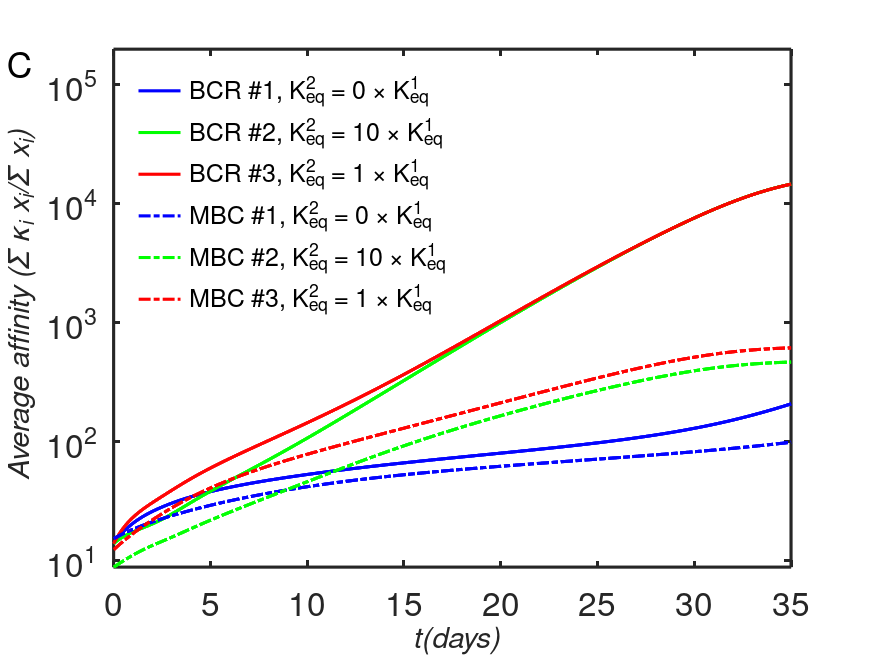 C
10⁵
10⁴
10³
10²
10¹
Average affinity (Σ κᵢ xᵢ/Σ xᵢ)
BCR #1, K²eq = 0 × K¹eq
BCR #2, K²eq = 10 × K¹eq
BCR #3, K²eq = 1 × K¹eq
MBC #1, K²eq = 0 × K¹eq
MBC #2, K²eq = 10 × K¹eq
MBC #3, K²eq = 1 × K¹eq
0 5 10 15 20 25 30 35
t(days)